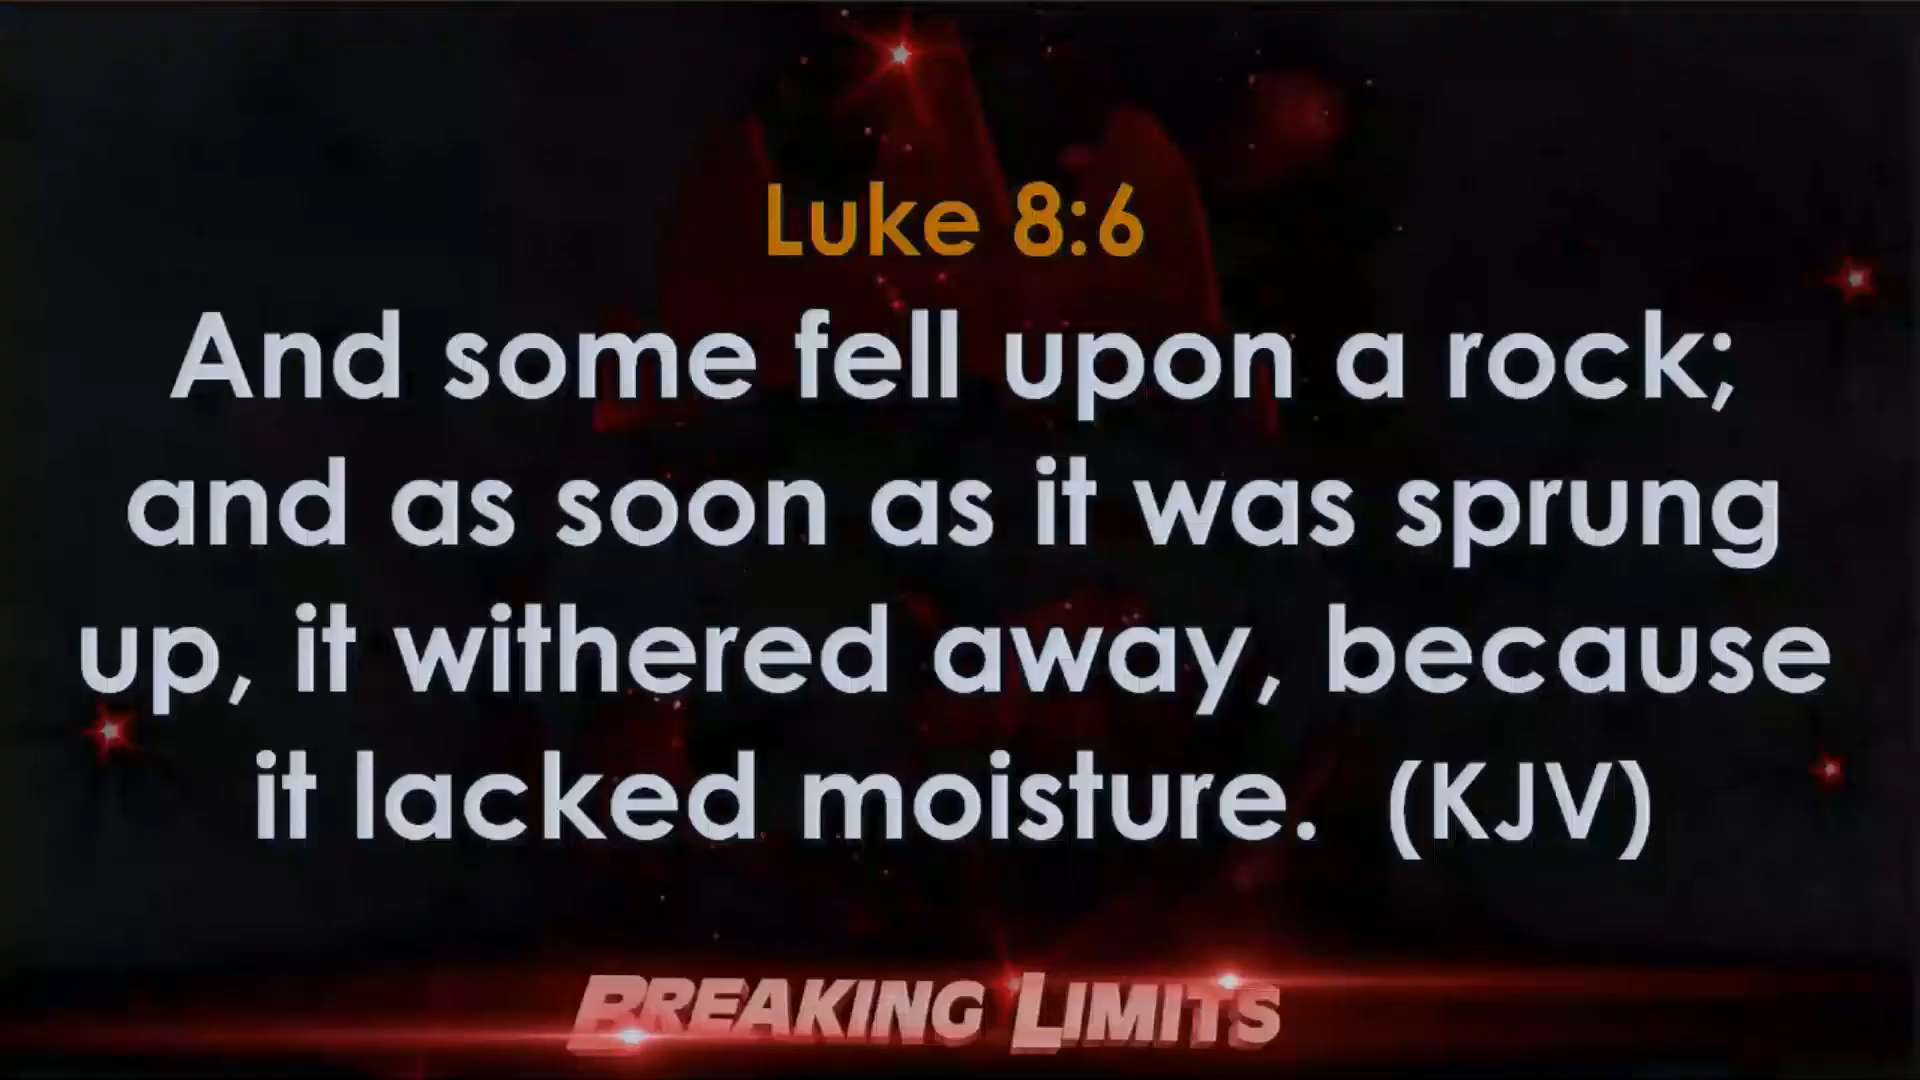 Luke 8:6
And some fell upon a rock;
and as soon as it was sprung
up, it withered away, because
it lacked moisture.  (KJV)
BREAKING LIMITS